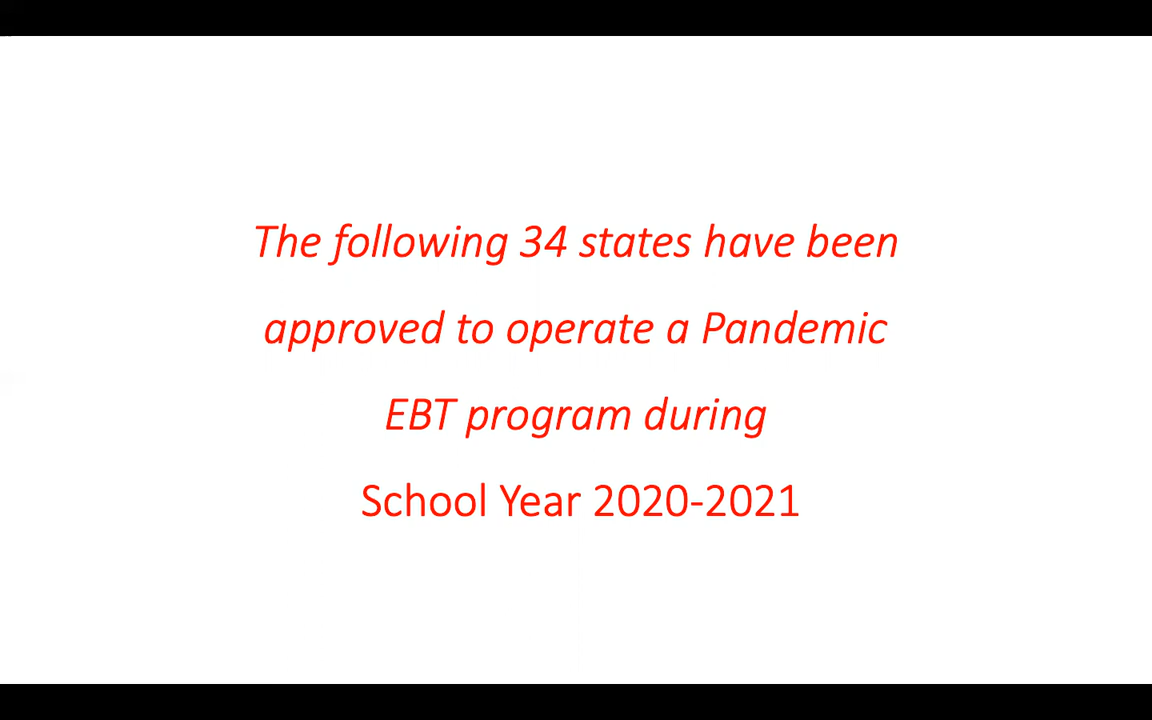 The following 34 states have been
approved to operate a Pandemic
EBT program during
School Year 2020-2021